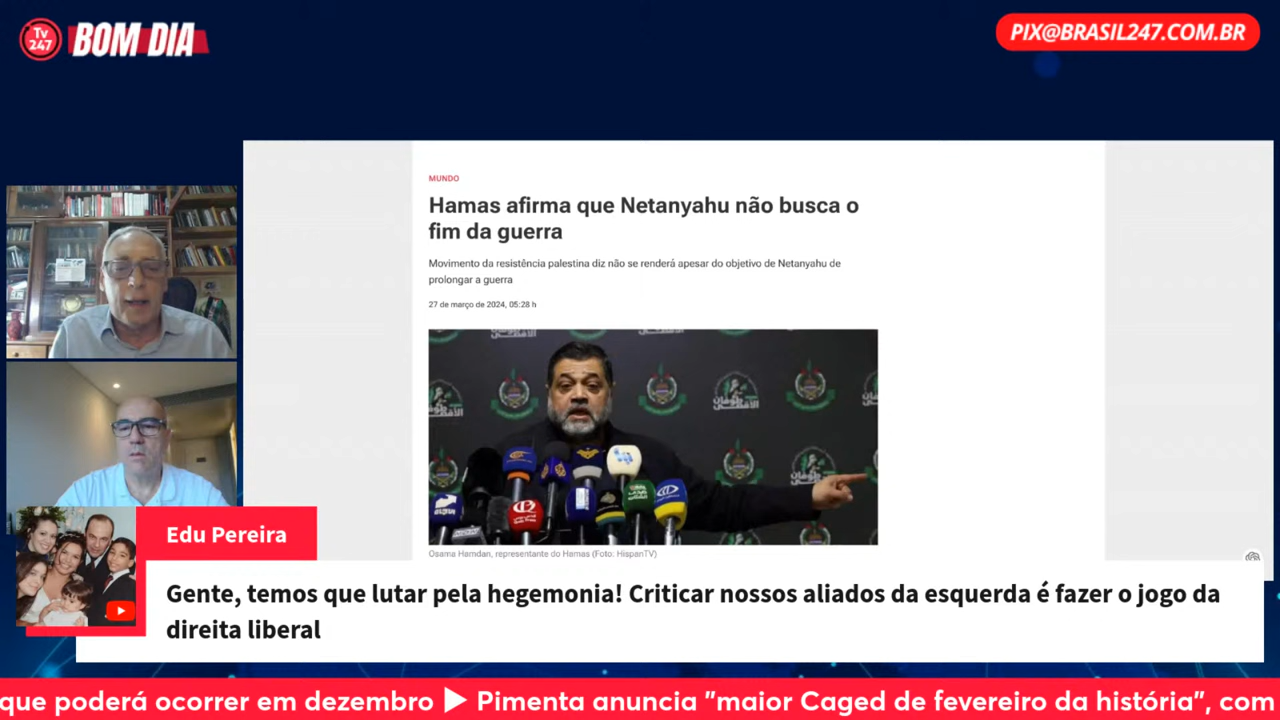 Tv
247
BOM DIA
PIX@BRASIL247.COM.BR
MUNDO
Hamas afirma que Netanyahu não busca o
fim da guerra
Movimento da resistência palestina diz não se renderá apesar do objetivo de Netanyahu de
prolongar a guerra
27 de março de 2024, 05:28 h
Osama Hamdan, representante do Hamas (Foto: HispanTV)
Edu Pereira
Gente, temos que lutar pela hegemonia! Criticar nossos aliados da esquerda é fazer o jogo da
direita liberal
que poderá ocorrer em dezembro ▶ Pimenta anuncia "maior Caged de fevereiro da história", com